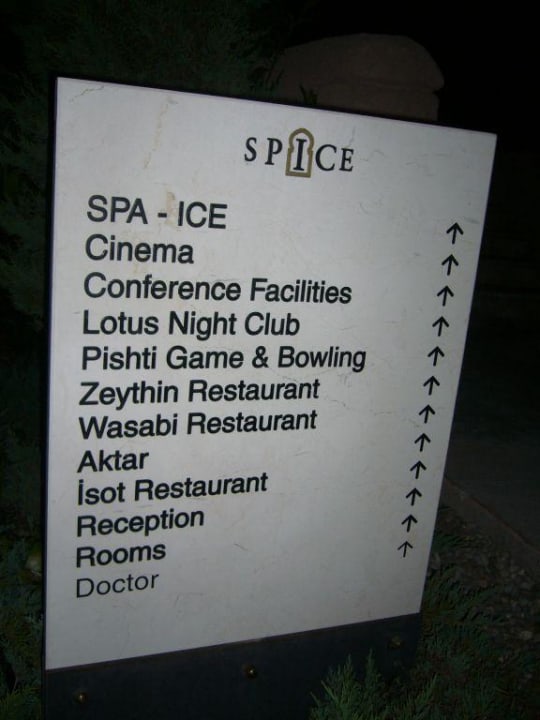 SPICE
SPA - ICE ↑
Cinema ↑
Conference Facilities ↑
Lotus Night Club ↑
Pishti Game & Bowling ↑
Zeythin Restaurant ↑
Wasabi Restaurant ↑
Aktar ↑
İsot Restaurant ↑
Reception ↑
Rooms ↑
Doctor ↑